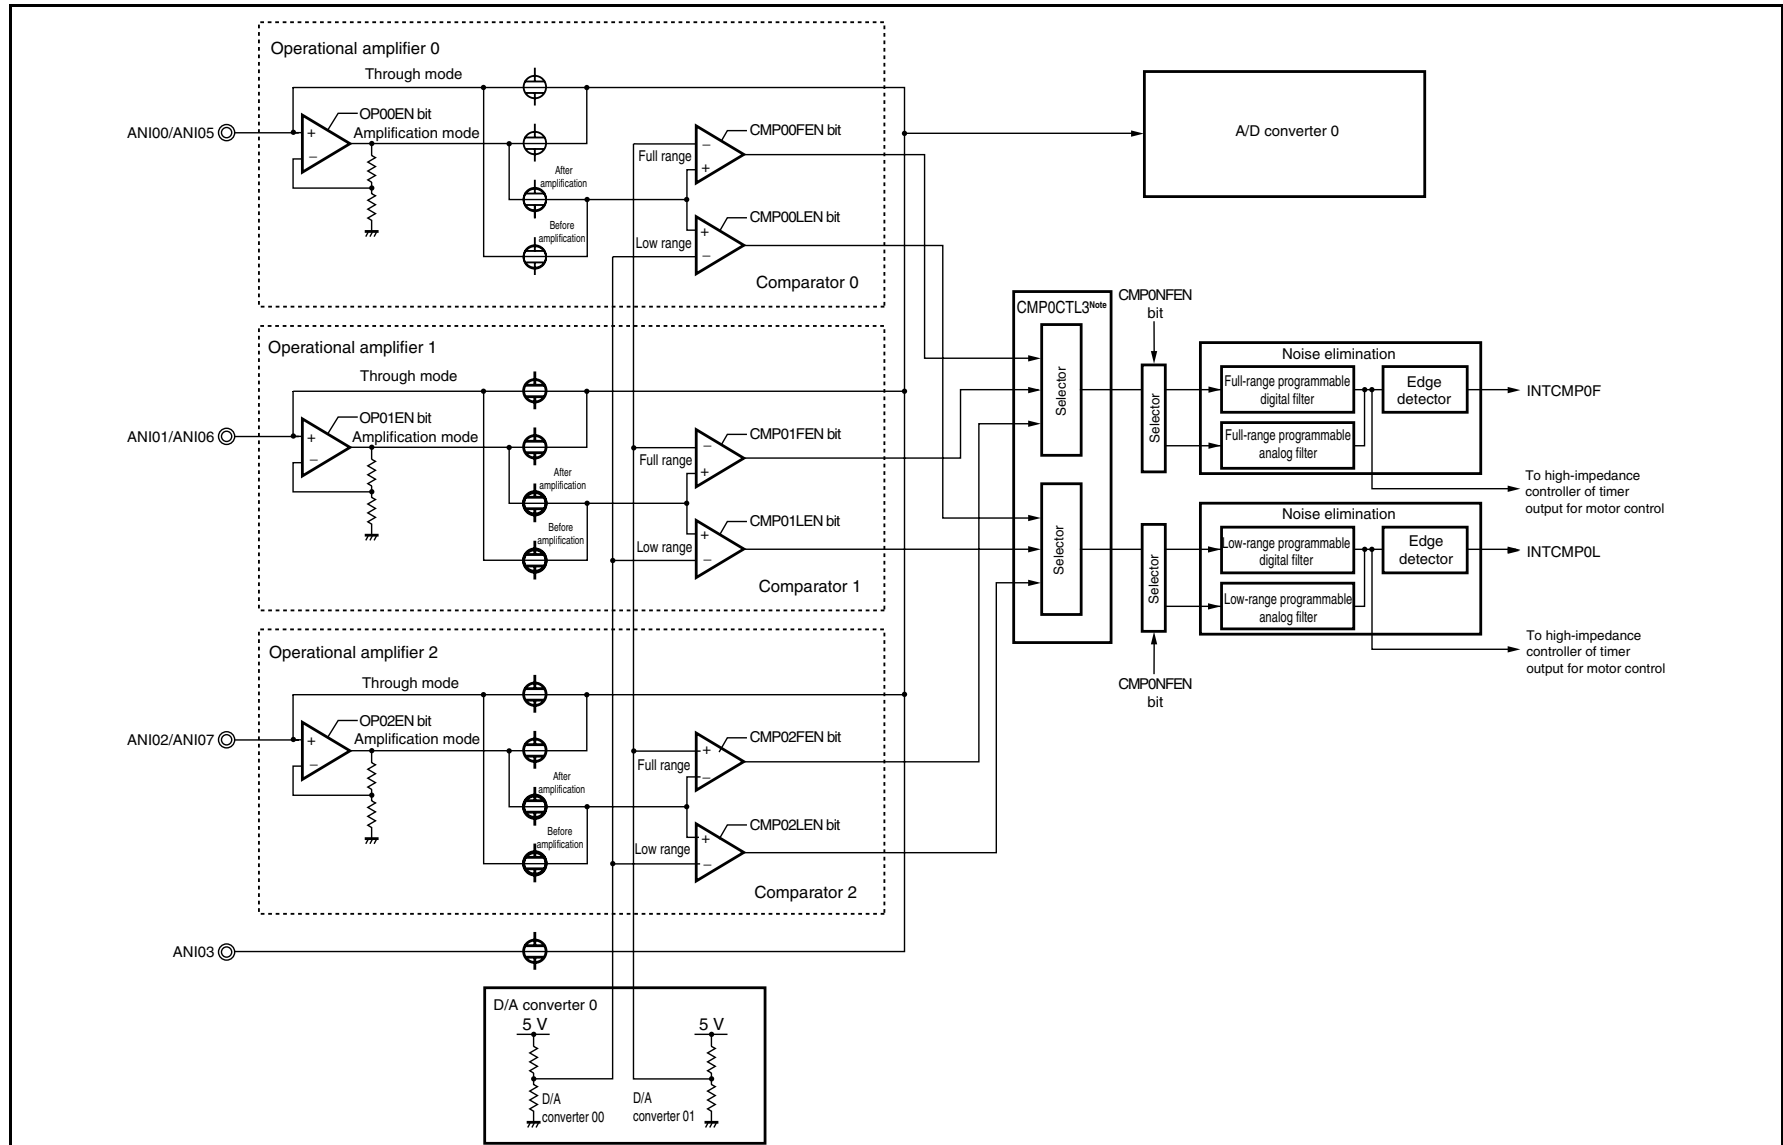 Operational amplifier 0
Through mode
OP00EN bit
Amplification mode
ANI00/ANI05
+
−
After
amplification
Before
amplification
Full range
Low range
CMP00FEN bit
−
+
CMP00LEN bit
+
−
Comparator 0
A/D converter 0
Operational amplifier 1
Through mode
OP01EN bit
Amplification mode
ANI01/ANI06
+
−
After
amplification
Before
amplification
Full range
Low range
CMP01FEN bit
−
+
CMP01LEN bit
+
−
Comparator 1
Operational amplifier 2
Through mode
OP02EN bit
Amplification mode
ANI02/ANI07
+
−
After
amplification
Before
amplification
Full range
Low range
CMP02FEN bit
+
−
CMP02LEN bit
+
−
Comparator 2
ANI03
D/A converter 0
5 V
5 V
D/A
converter 00
D/A
converter 01
CMP0CTL3Note
Selector
Selector
CMP0NFEN
bit
Selector
Noise elimination
Full-range programmable
digital filter
Full-range programmable
analog filter
Edge
detector
INTCMP0F
To high-impedance
controller of timer
output for motor control
Selector
CMP0NFEN
bit
Noise elimination
Low-range programmable
digital filter
Low-range programmable
analog filter
Edge
detector
INTCMP0L
To high-impedance
controller of timer
output for motor control